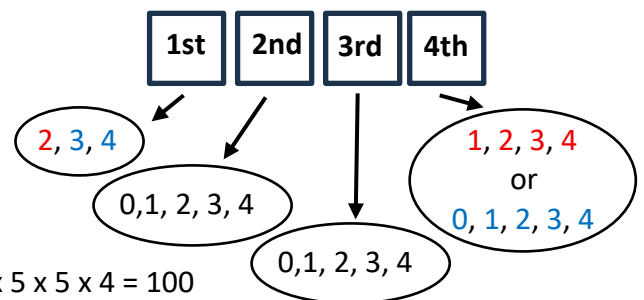 1st 2nd 3rd 4th
2, 3, 4
1, 2, 3, 4
or
0, 1, 2, 3, 4
0,1, 2, 3, 4
0,1, 2, 3, 4
x 5 x 5 x 4 = 100